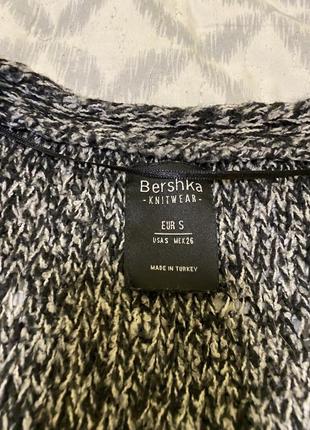 Bershka
-KNITWEAR-
EUR S
USA S MEX 26
MADE IN TURKEY